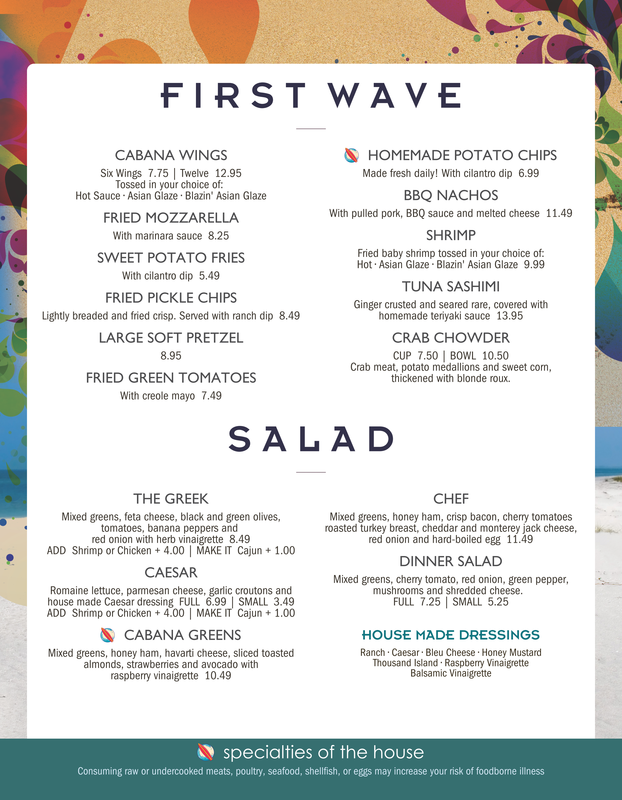 FIRST WAVE
CABANA WINGS
Six Wings 7.75 | Twelve 12.95
Tossed in your choice of:
Hot Sauce · Asian Glaze · Blazin' Asian Glaze
FRIED MOZZARELLA
With marinara sauce 8.25
SWEET POTATO FRIES
With cilantro dip 5.49
FRIED PICKLE CHIPS
Lightly breaded and fried crisp. Served with ranch dip 8.49
LARGE SOFT PRETZEL
8.95
FRIED GREEN TOMATOES
With creole mayo 7.49
HOMEMADE POTATO CHIPS
Made fresh daily! With cilantro dip 6.99
BBQ NACHOS
With pulled pork, BBQ sauce and melted cheese 11.49
SHRIMP
Fried baby shrimp tossed in your choice of:
Hot · Asian Glaze · Blazin' Asian Glaze 9.99
TUNA SASHIMI
Ginger crusted and seared rare, covered with
homemade teriyaki sauce 13.95
CRAB CHOWDER
CUP 7.50 | BOWL 10.50
Crab meat, potato medallions and sweet corn,
thickened with blonde roux.
SALAD
THE GREEK
Mixed greens, feta cheese, black and green olives,
tomatoes, banana peppers and
red onion with herb vinaigrette 8.49
ADD Shrimp or Chicken + 4.00 | MAKE IT Cajun + 1.00
CAESAR
Romaine lettuce, parmesan cheese, garlic croutons and
house made Caesar dressing FULL 6.99 | SMALL 3.49
ADD Shrimp or Chicken + 4.00 | MAKE IT Cajun + 1.00
CABANA GREENS
Mixed greens, honey ham, havarti cheese, sliced toasted
almonds, strawberries and avocado with
raspberry vinaigrette 10.49
CHEF
Mixed greens, honey ham, crisp bacon, cherry tomatoes
roasted turkey breast, cheddar and monterey jack cheese,
red onion and hard-boiled egg 11.49
DINNER SALAD
Mixed greens, cherry tomato, red onion, green pepper,
mushrooms and shredded cheese.
FULL 7.25 | SMALL 5.25
HOUSE MADE DRESSINGS
Ranch · Caesar · Bleu Cheese · Honey Mustard
Thousand Island · Raspberry Vinaigrette
Balsamic Vinaigrette
specialties of the house
Consuming raw or undercooked meats, poultry, seafood, shellfish, or eggs may increase your risk of foodborne illness